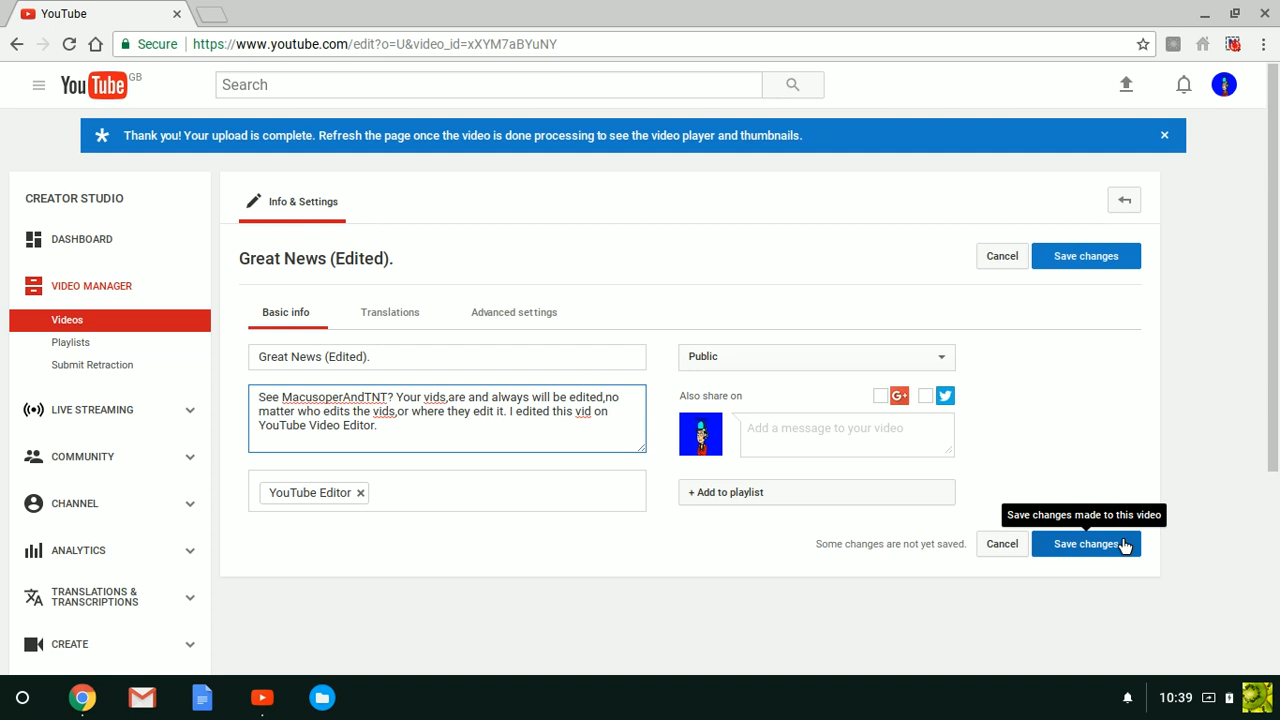 YouTube
Secure
https://www.youtube.com/edit?o=U&video_id=xXYM7aBYuNY
YouTube GB
Search
Thank you! Your upload is complete. Refresh the page once the video is done processing to see the video player and thumbnails.
CREATOR STUDIO
DASHBOARD
VIDEO MANAGER
Videos
Playlists
Submit Retraction
LIVE STREAMING
COMMUNITY
CHANNEL
ANALYTICS
TRANSLATIONS &
TRANSCRIPTIONS
CREATE
Info & Settings
Great News (Edited).
Cancel
Save changes
Basic info
Translations
Advanced settings
Great News (Edited).
See MacusoperAndTNT? Your vids,are and always will be edited,no
matter who edits the vids,or where they edit it. I edited this vid on
YouTube Video Editor.
YouTube Editor
Public
Also share on
G+
Add a message to your video
+ Add to playlist
Save changes made to this video
Some changes are not yet saved.
Cancel
Save changes
10:39